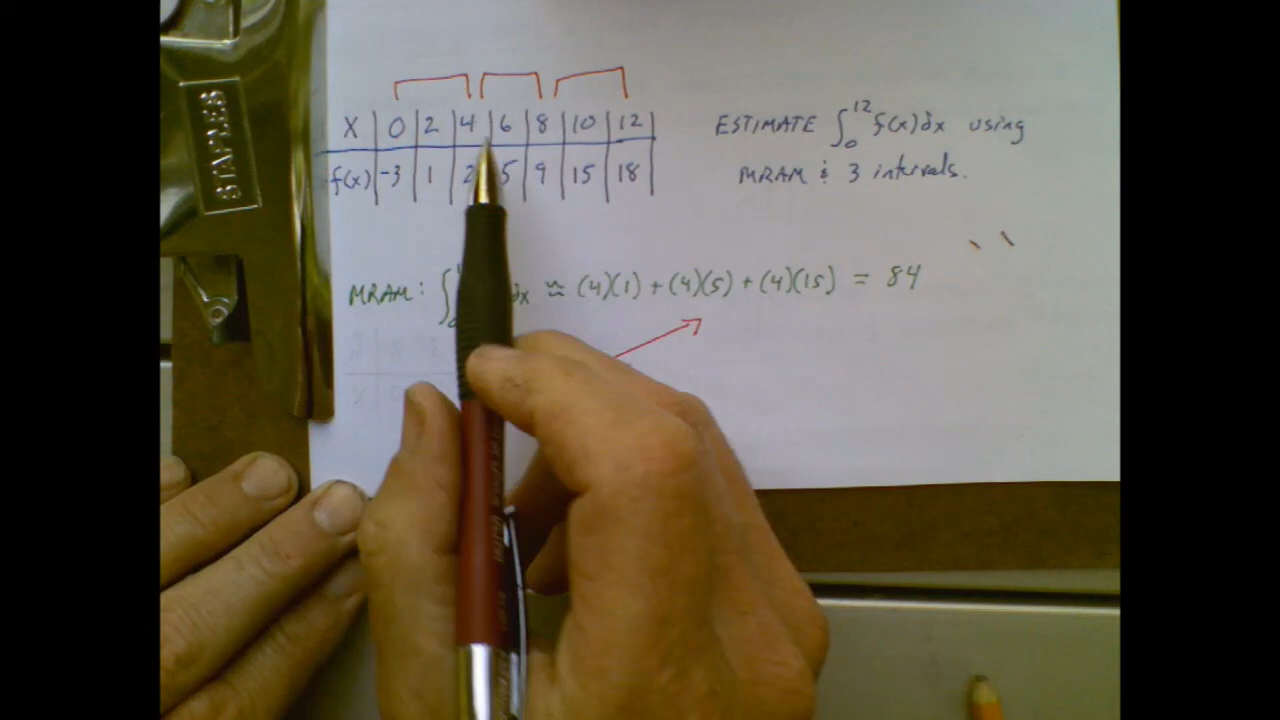 STAPLES
X 0 2 4 6 8 10 12
f(x) -3 1 2 5 9 15 18
ESTIMATE ∫₀¹² f(x)dx using
MRAM & 3 intervals.
MRAM: ∫ dx ≈ (4)(1) + (4)(5) + (4)(15) = 84